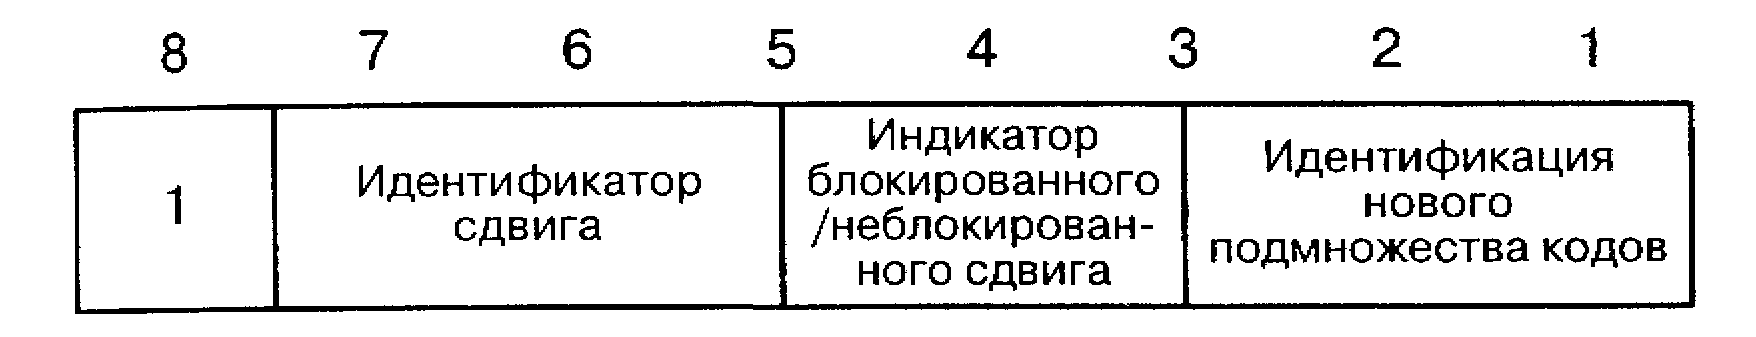 8 7 6 5 4 3 2 1
1
Идентификатор
сдвига
Индикатор
блокированного
/неблокирован-
ного сдвига
Идентификация
нового
подмножества кодов